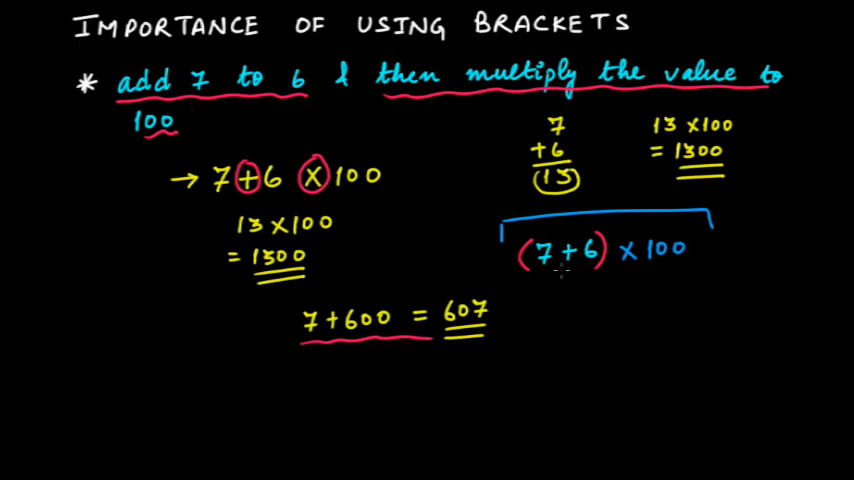 IMPORTANCE OF USING BRACKETS
* add 7 to 6 & then multiply the value to
100
→ 7+6 ×100
13 ×100
= 1300
7
+6
13
13 ×100
= 1300
(7+6) × 100
7+600 = 607